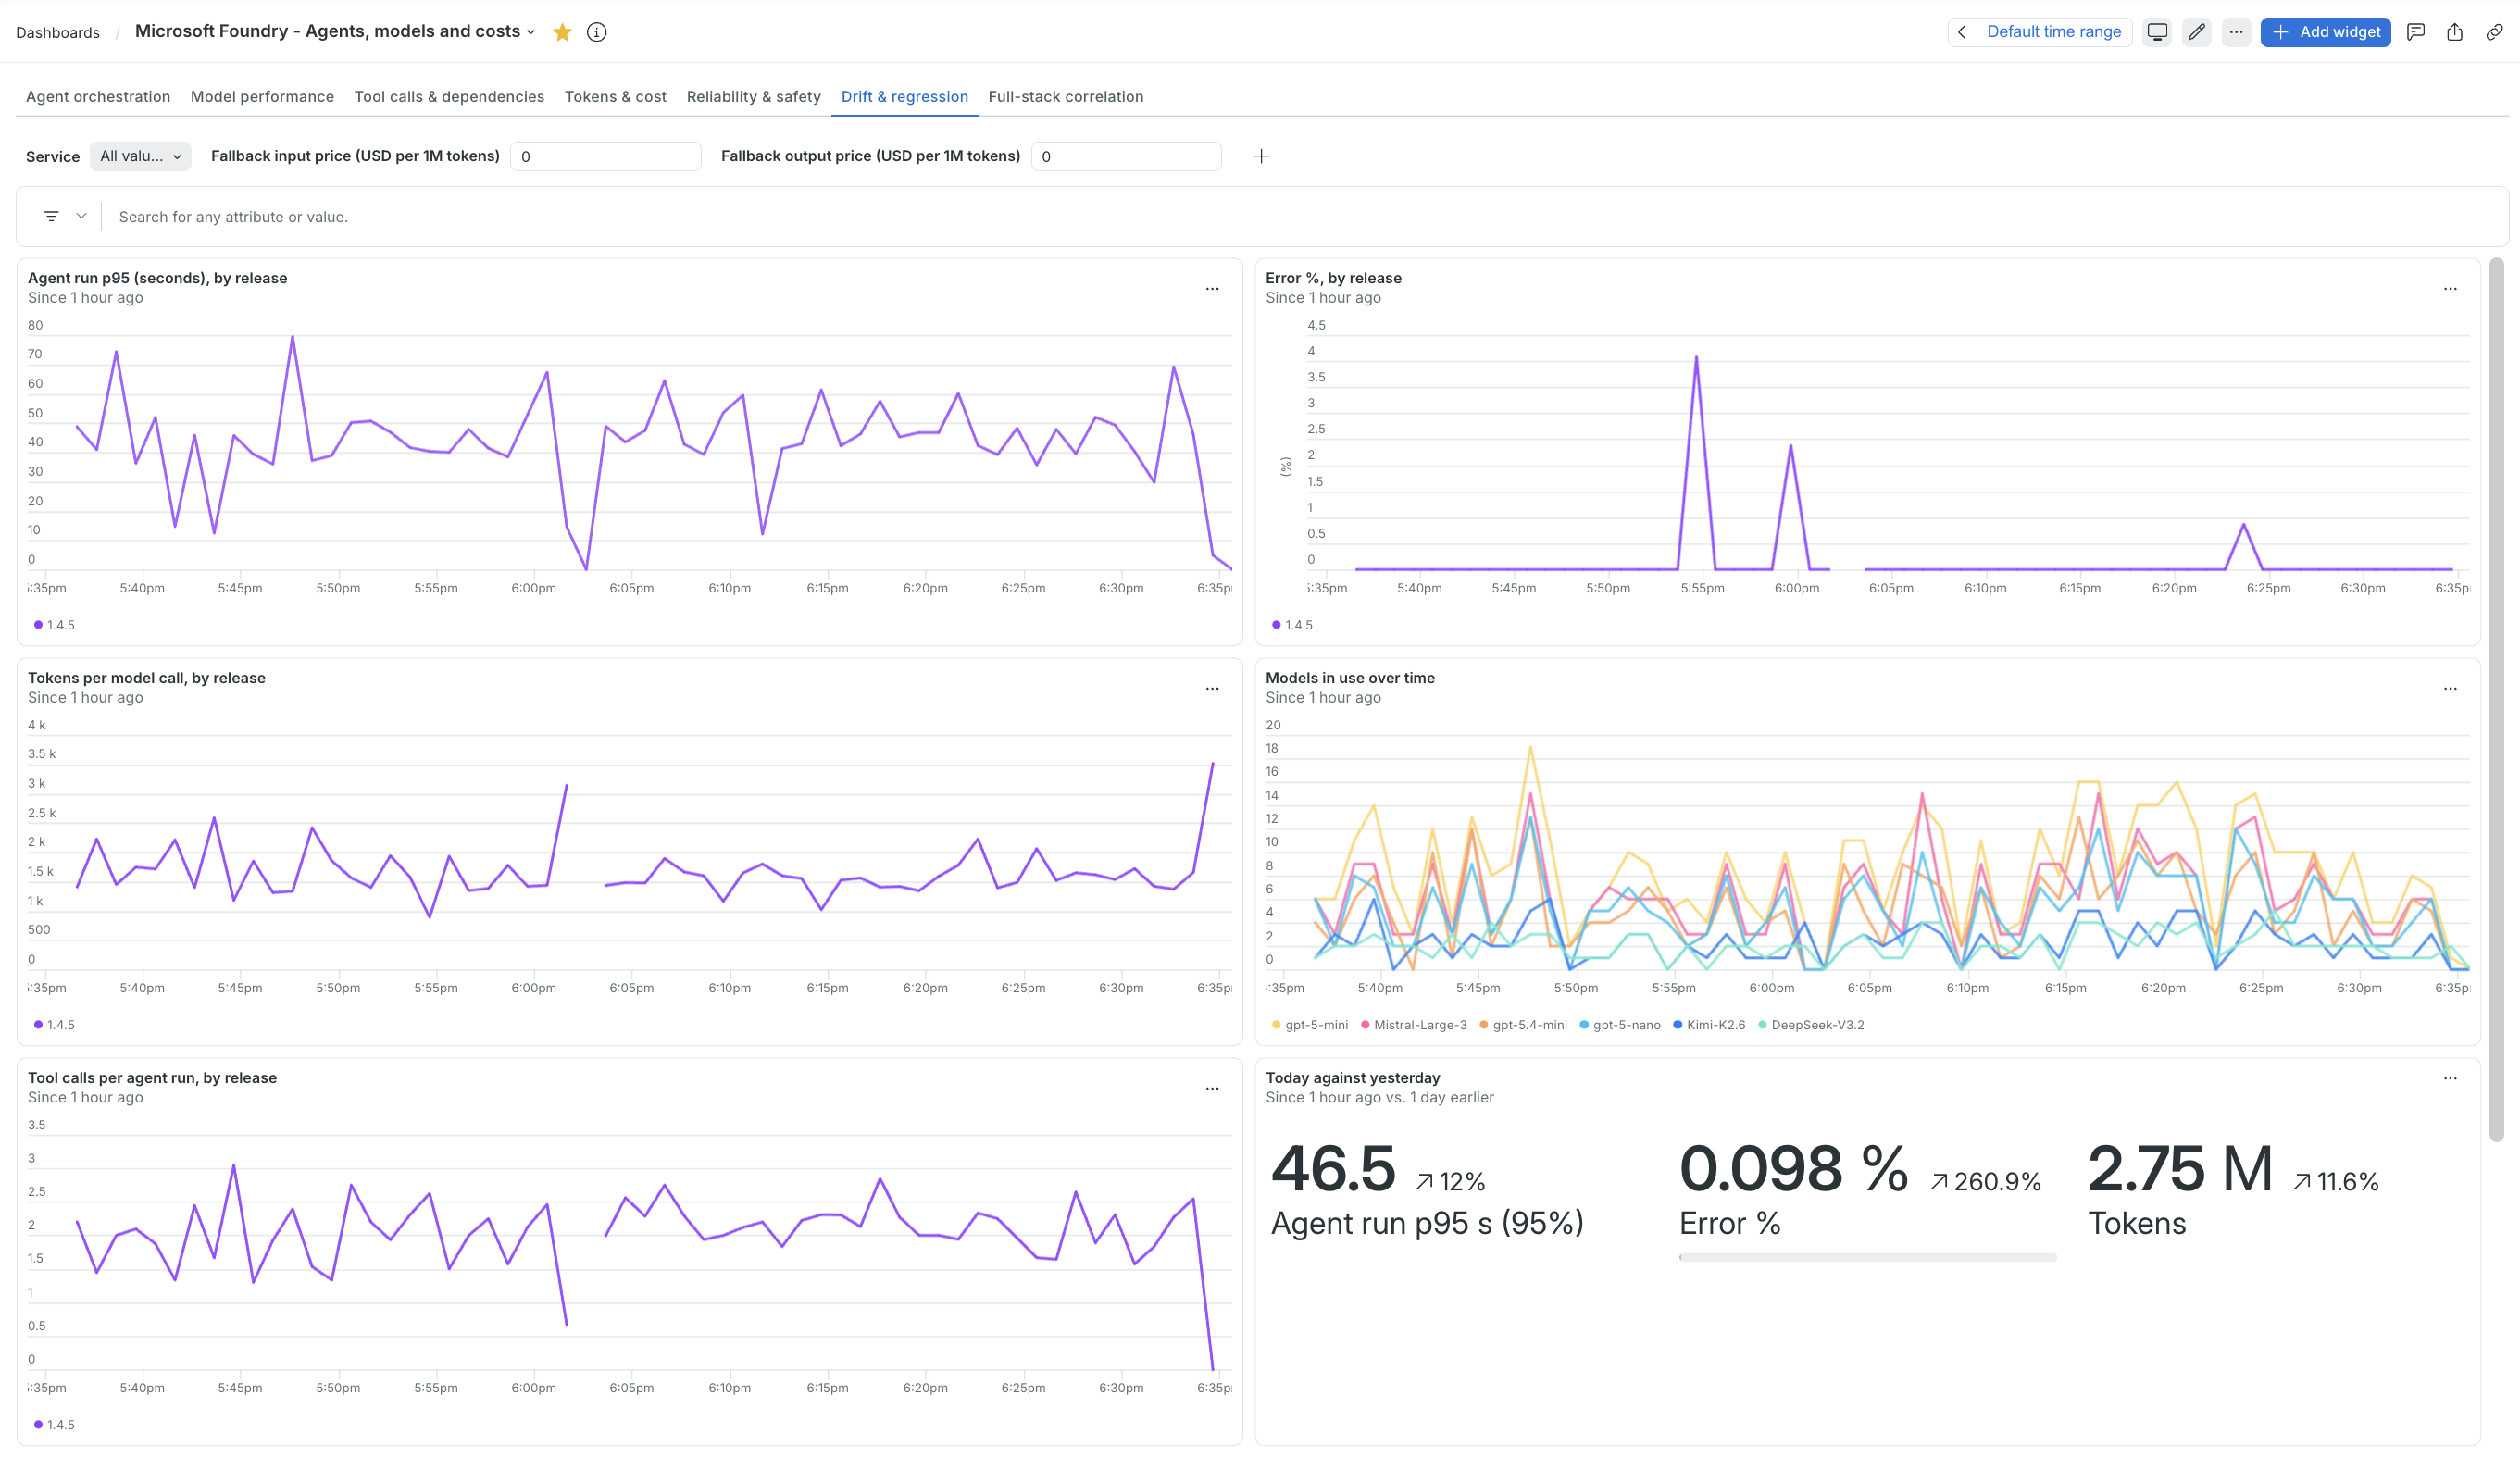 Dashboards / Microsoft Foundry - Agents, models and costs
Default time range
Add widget
Agent orchestration Model performance Tool calls & dependencies Tokens & cost Reliability & safety Drift & regression Full-stack correlation
Service All valu... Fallback input price (USD per 1M tokens) 0 Fallback output price (USD per 1M tokens) 0
Search for any attribute or value.
Agent run p95 (seconds), by release
Since 1 hour ago
80
70
60
50
40
30
20
10
0
:35pm 5:40pm 5:45pm 5:50pm 5:55pm 6:00pm 6:05pm 6:10pm 6:15pm 6:20pm 6:25pm 6:30pm 6:35p
1.4.5
Error %, by release
Since 1 hour ago
(%)
4.5
4
3.5
3
2.5
2
1.5
1
0.5
0
:35pm 5:40pm 5:45pm 5:50pm 5:55pm 6:00pm 6:05pm 6:10pm 6:15pm 6:20pm 6:25pm 6:30pm 6:35p
1.4.5
Tokens per model call, by release
Since 1 hour ago
4 k
3.5 k
3 k
2.5 k
2 k
1.5 k
1 k
500
0
:35pm 5:40pm 5:45pm 5:50pm 5:55pm 6:00pm 6:05pm 6:10pm 6:15pm 6:20pm 6:25pm 6:30pm 6:35p
1.4.5
Models in use over time
Since 1 hour ago
20
18
16
14
12
10
8
6
4
2
0
:35pm 5:40pm 5:45pm 5:50pm 5:55pm 6:00pm 6:05pm 6:10pm 6:15pm 6:20pm 6:25pm 6:30pm 6:35p
gpt-5-mini Mistral-Large-3 gpt-5.4-mini gpt-5-nano Kimi-K2.6 DeepSeek-V3.2
Tool calls per agent run, by release
Since 1 hour ago
3.5
3
2.5
2
1.5
1
0.5
0
:35pm 5:40pm 5:45pm 5:50pm 5:55pm 6:00pm 6:05pm 6:10pm 6:15pm 6:20pm 6:25pm 6:30pm 6:35p
1.4.5
Today against yesterday
Since 1 hour ago vs. 1 day earlier
46.5 ↗12%
Agent run p95 s (95%)
0.098 % ↗260.9%
Error %
2.75 M ↗11.6%
Tokens